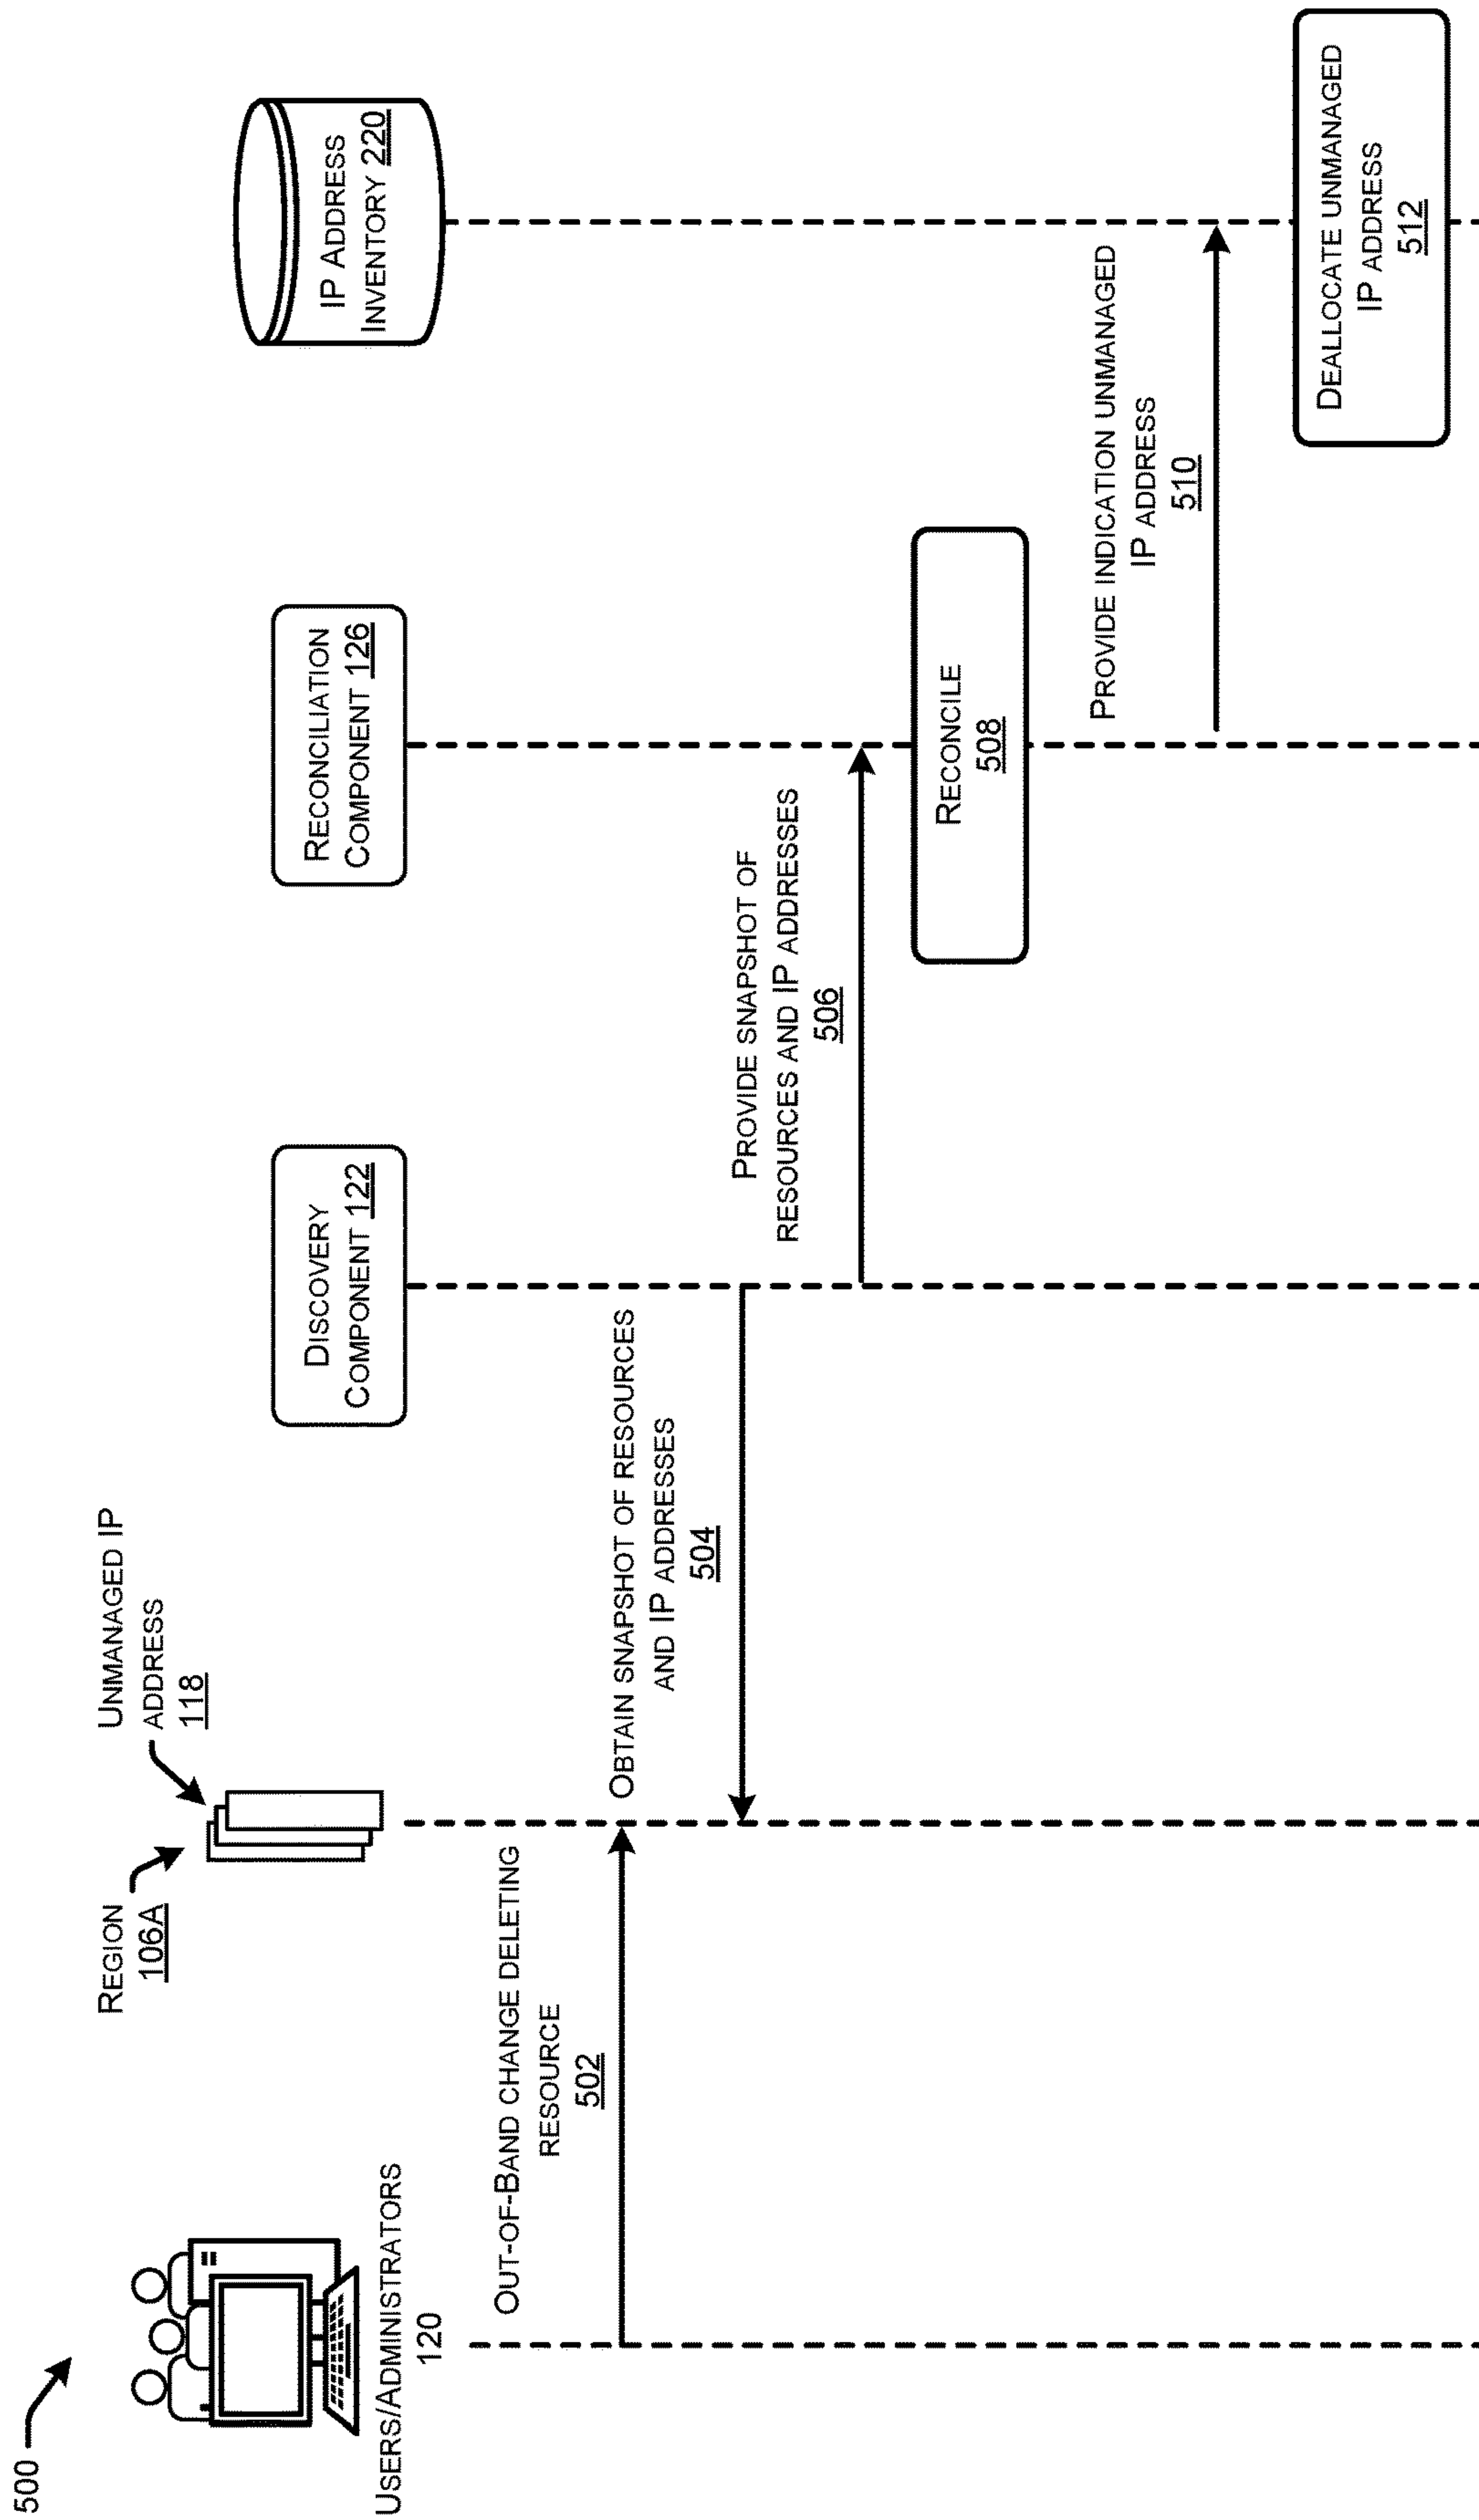 500
USERS/ADMINISTRATORS
120
REGION
106A
UNMANAGED IP
ADDRESS
118
DISCOVERY
COMPONENT 122
RECONCILIATION
COMPONENT 126
IP ADDRESS
INVENTORY 220
OUT-OF-BAND CHANGE DELETING
RESOURCE
502
OBTAIN SNAPSHOT OF RESOURCES
AND IP ADDRESSES
504
PROVIDE SNAPSHOT OF
RESOURCES AND IP ADDRESSES
506
RECONCILE
508
PROVIDE INDICATION UNMANAGED
IP ADDRESS
510
DEALLOCATE UNMANAGED
IP ADDRESS
512